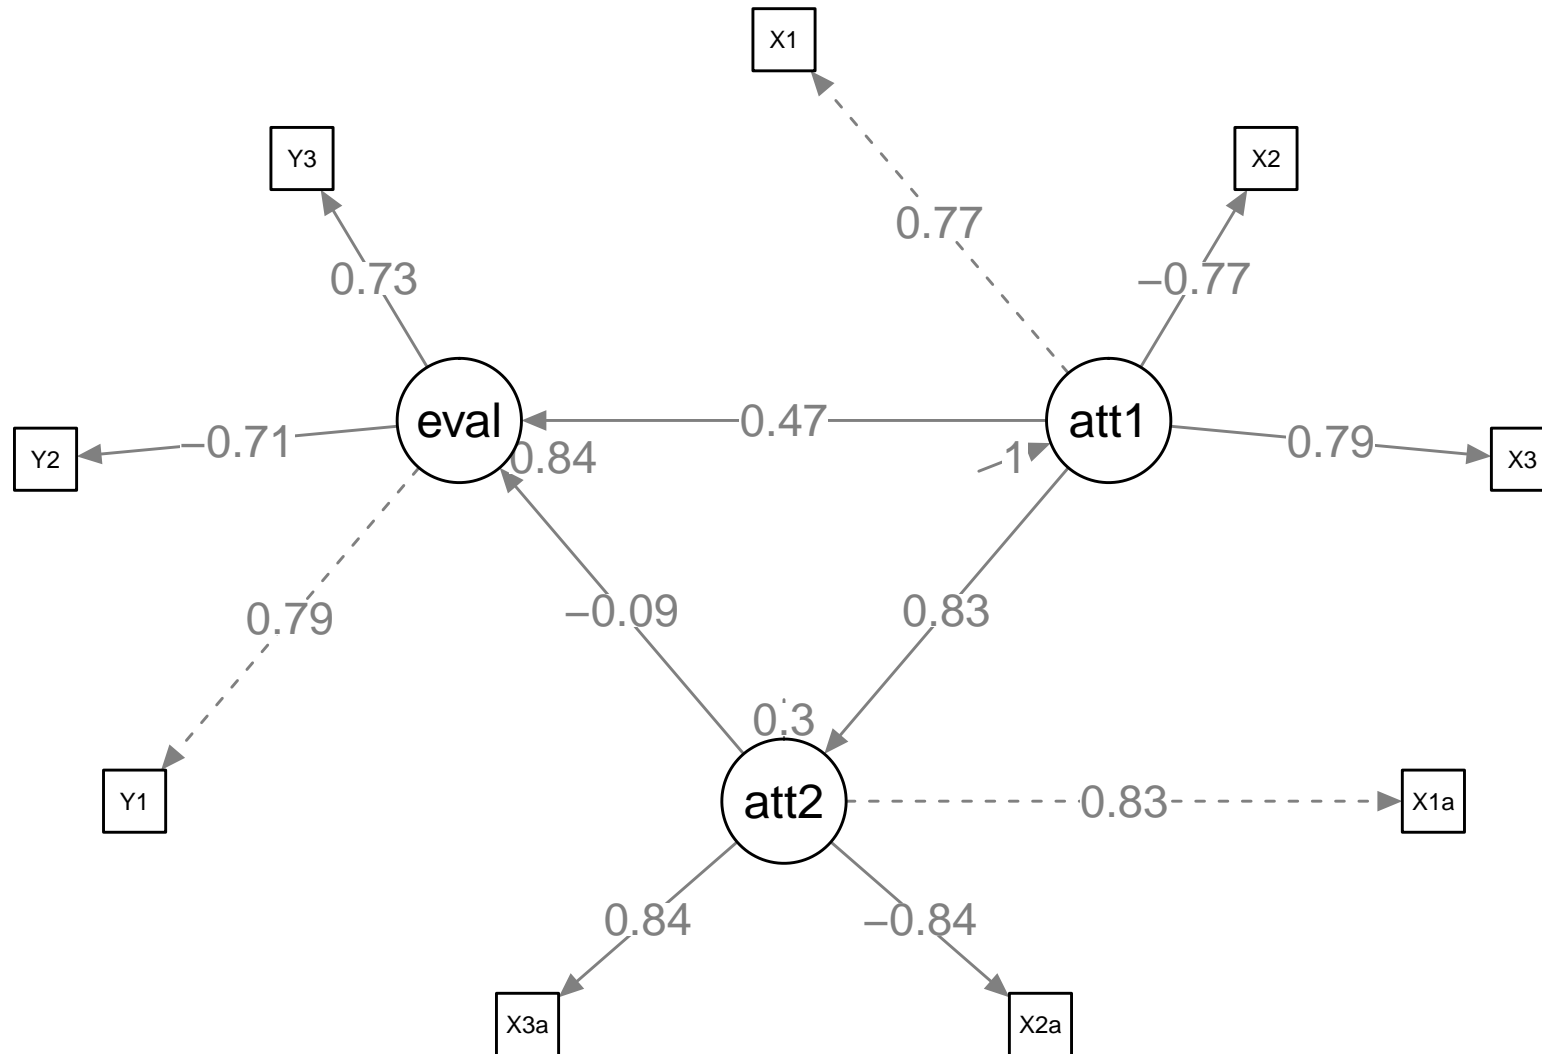 X1
Y3
X2
0.77
0.73
–0.77
eval
0.47
att1
–0.71
0.79
Y2
0.84
–1
X3
0.79
–0.09
0.83
0.3
Y1
att2
0.83
X1a
0.84
–0.84
X3a
X2a